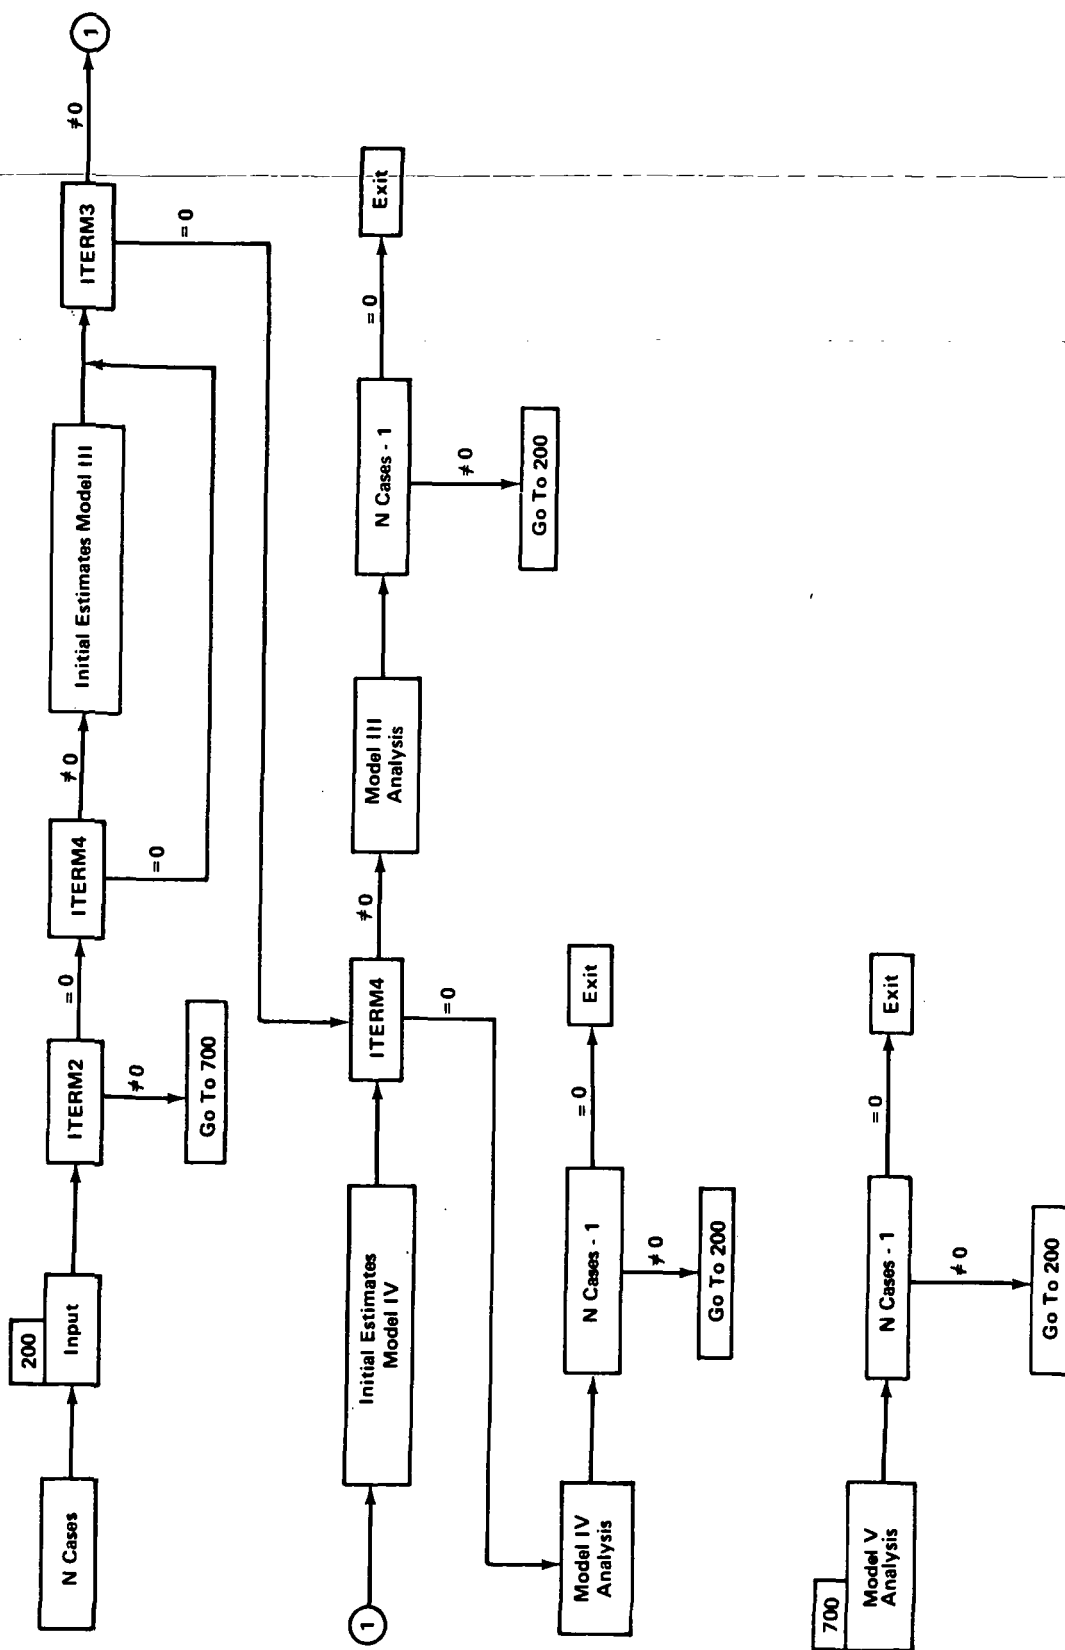 N Cases
200
Input
ITERM2
≠0
Go To 700
=0
ITERM4
=0
≠0
Initial Estimates Model III
ITERM3
=0
≠0
1
1
Initial Estimates
Model IV
ITERM4
=0
≠0
Model III
Analysis
N Cases - 1
≠0
Go To 200
=0
Exit
Model IV
Analysis
N Cases - 1
≠0
Go To 200
=0
Exit
700
Model V
Analysis
N Cases - 1
≠0
Go To 200
=0
Exit